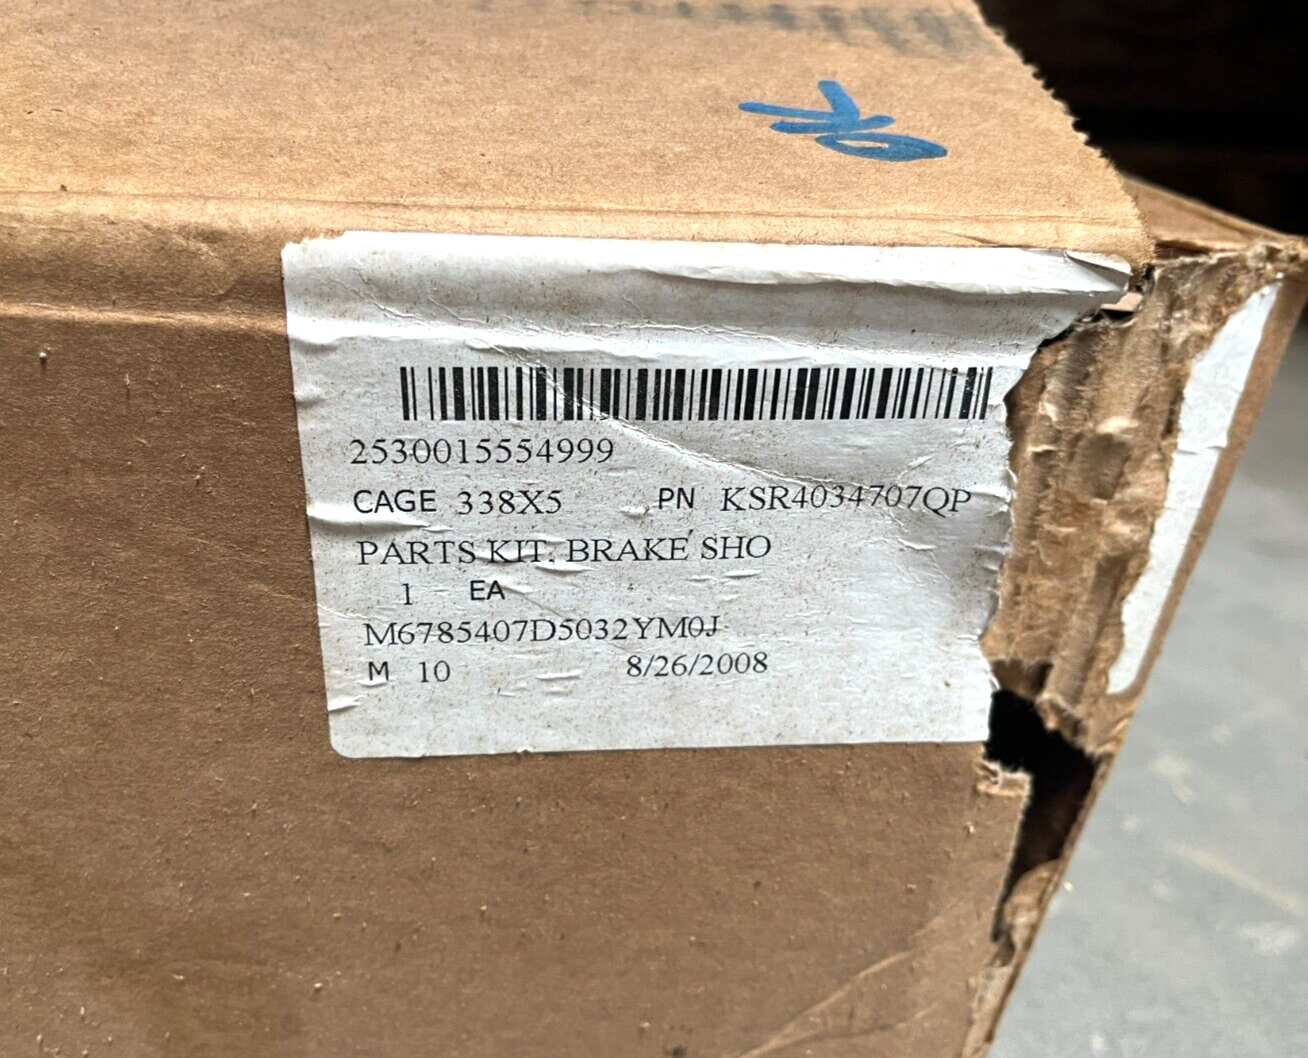 OK
2530015554999
CAGE 338X5 PN KSR4034707QP
PARTS KIT, BRAKE SHO
1 EA
M6785407D5032YM0J
M 10 8/26/2008